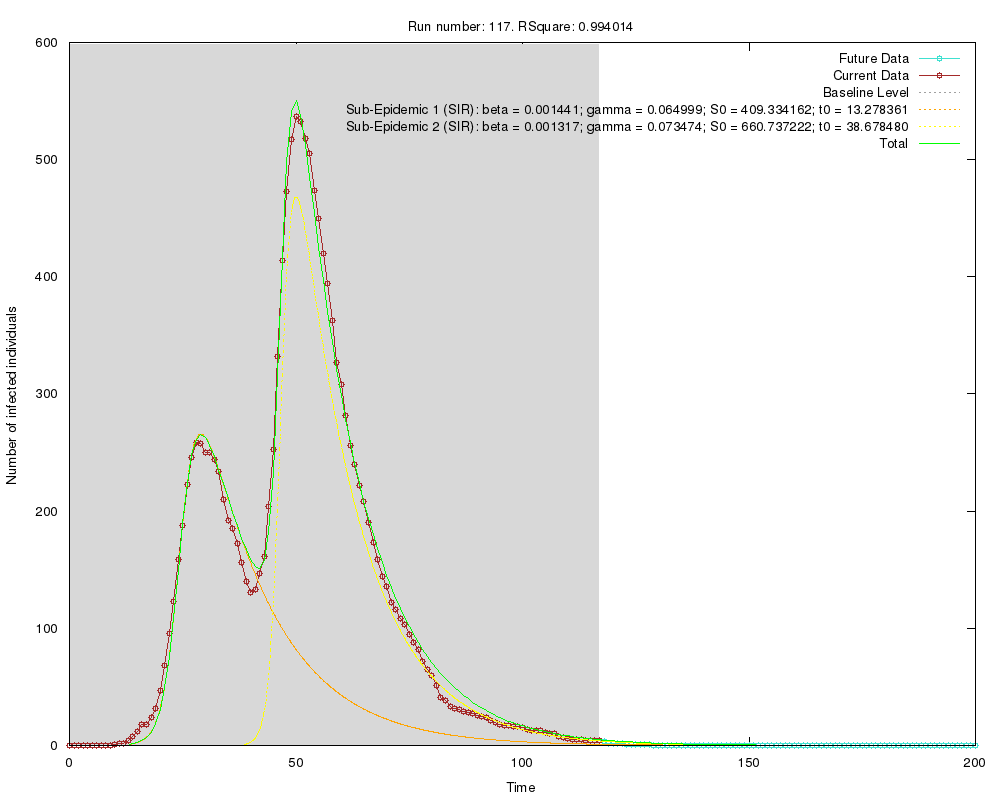 Run number: 117. RSquare: 0.994014
600
Future Data
Current Data
Baseline Level
Sub-Epidemic 1 (SIR): beta = 0.001441; gamma = 0.064999; S0 = 409.334162; t0 = 13.278361
Sub-Epidemic 2 (SIR): beta = 0.001317; gamma = 0.073474; S0 = 660.737222; t0 = 38.678480
Total
500
400
Number of infected individuals
300
200
100
0
0 50 100 150 200
Time